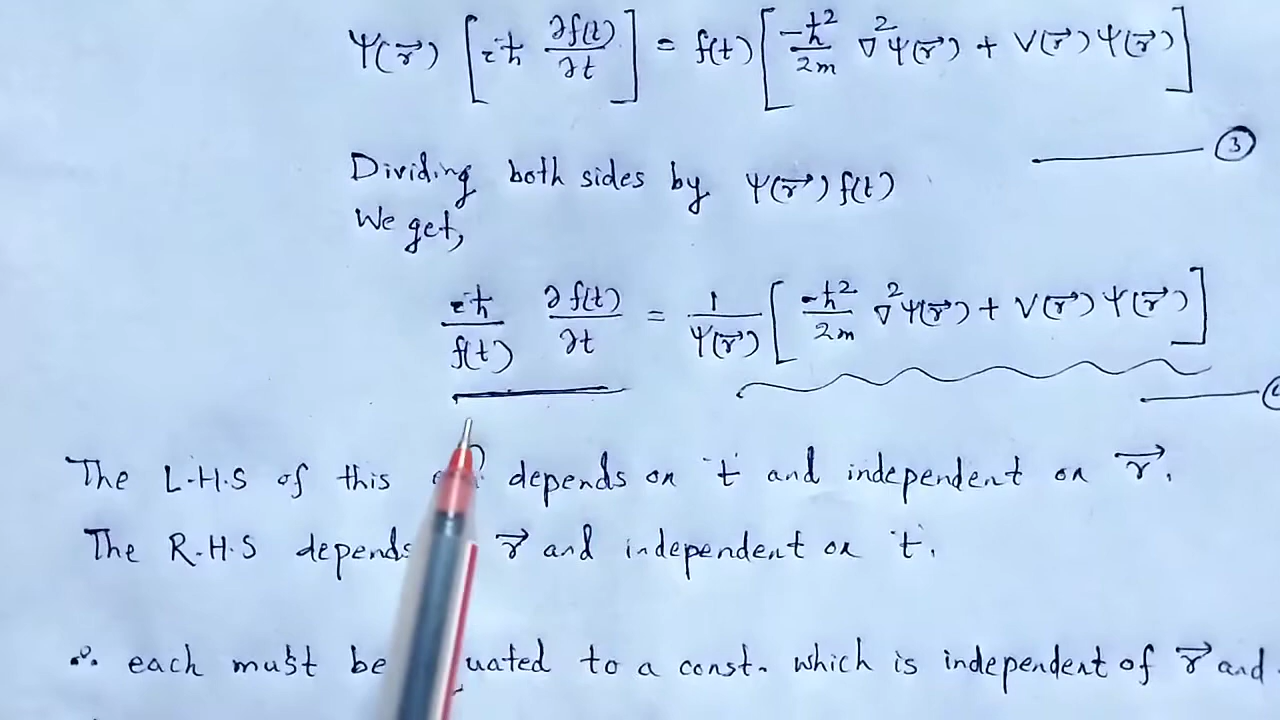 Ψ(r⃗) [iħ ∂f(t)/∂t] = f(t) [-ħ²/2m ∇²Ψ(r⃗) + V(r⃗) Ψ(r⃗)]
③
Dividing both sides by Ψ(r⃗) f(t)
We get,
iħ/f(t) ∂f(t)/∂t = 1/Ψ(r⃗) [-ħ²/2m ∇²Ψ(r⃗) + V(r⃗) Ψ(r⃗)]
The L.H.S of this depends on 't' and independent on r⃗.
The R.H.S depends r⃗ and independent on 't'.
∴ each must be to a const. which is independent of r⃗ and